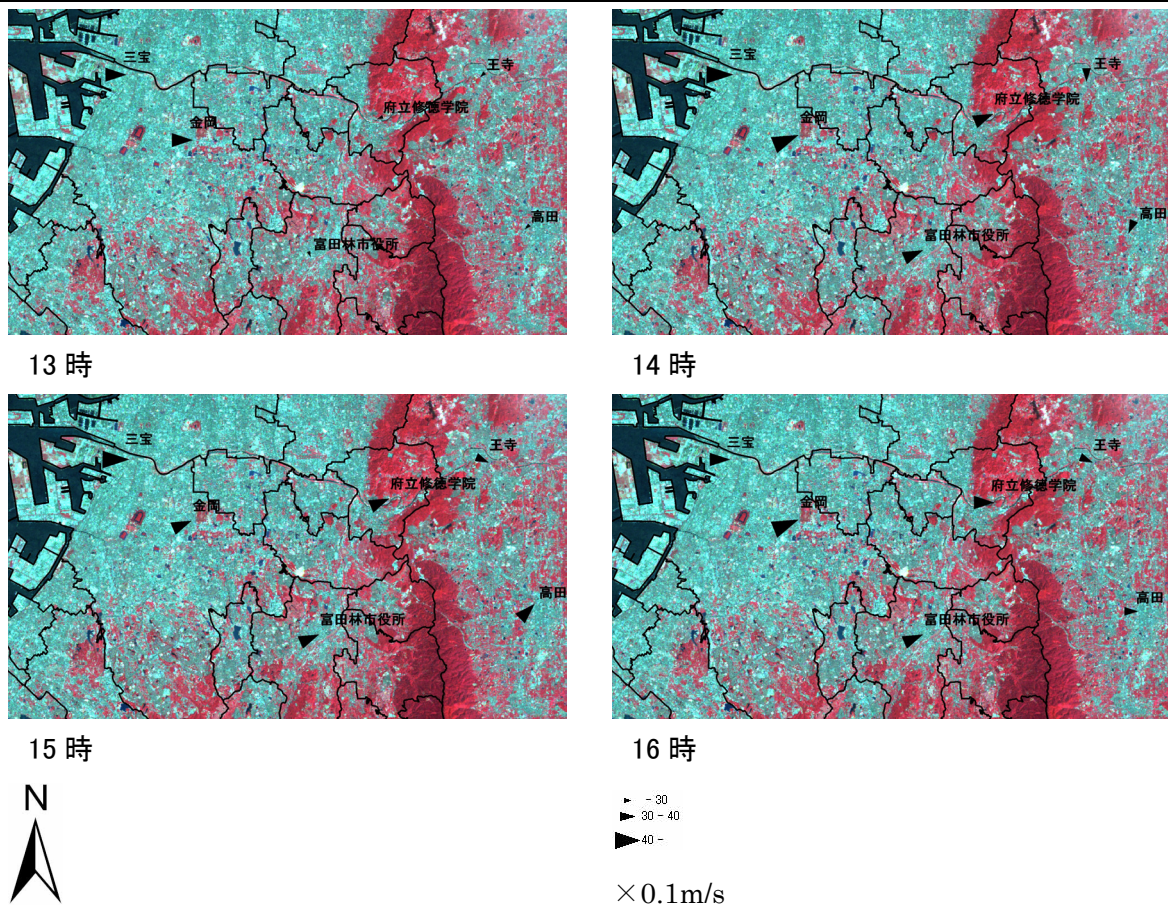 三宝
王寺
府立修徳学院
金岡
高田
富田林市役所
13 時
三宝
王寺
府立修徳学院
金岡
高田
富田林市役所
14 時
三宝
王寺
府立修徳学院
金岡
高田
富田林市役所
15 時
三宝
王寺
府立修徳学院
金岡
高田
富田林市役所
16 時
N
- 30
30 - 40
40 -
×0.1m/s